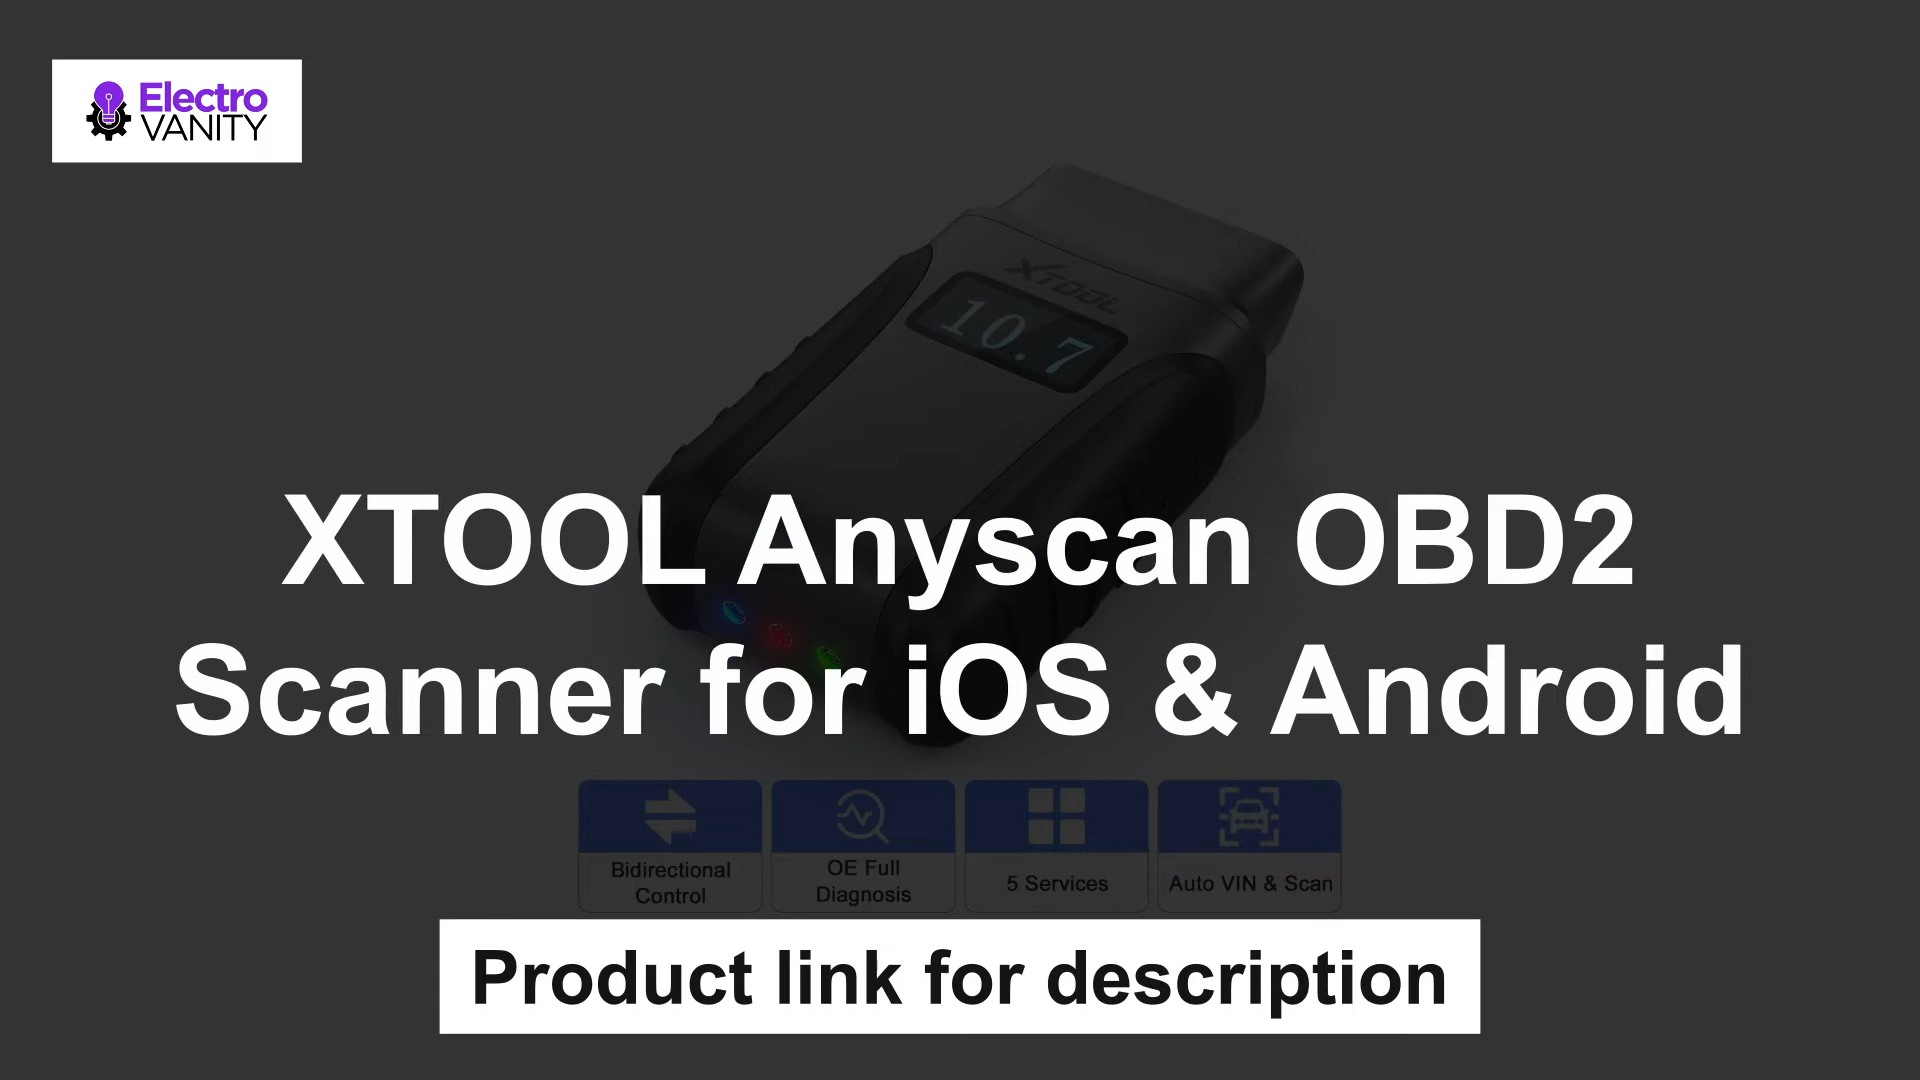 Electro
VANITY
XTOOL
10.7
XTOOL Anyscan OBD2
Scanner for iOS & Android
Bidirectional
Control
OE Full
Diagnosis
5 Services
Auto VIN & Scan
Product link for description